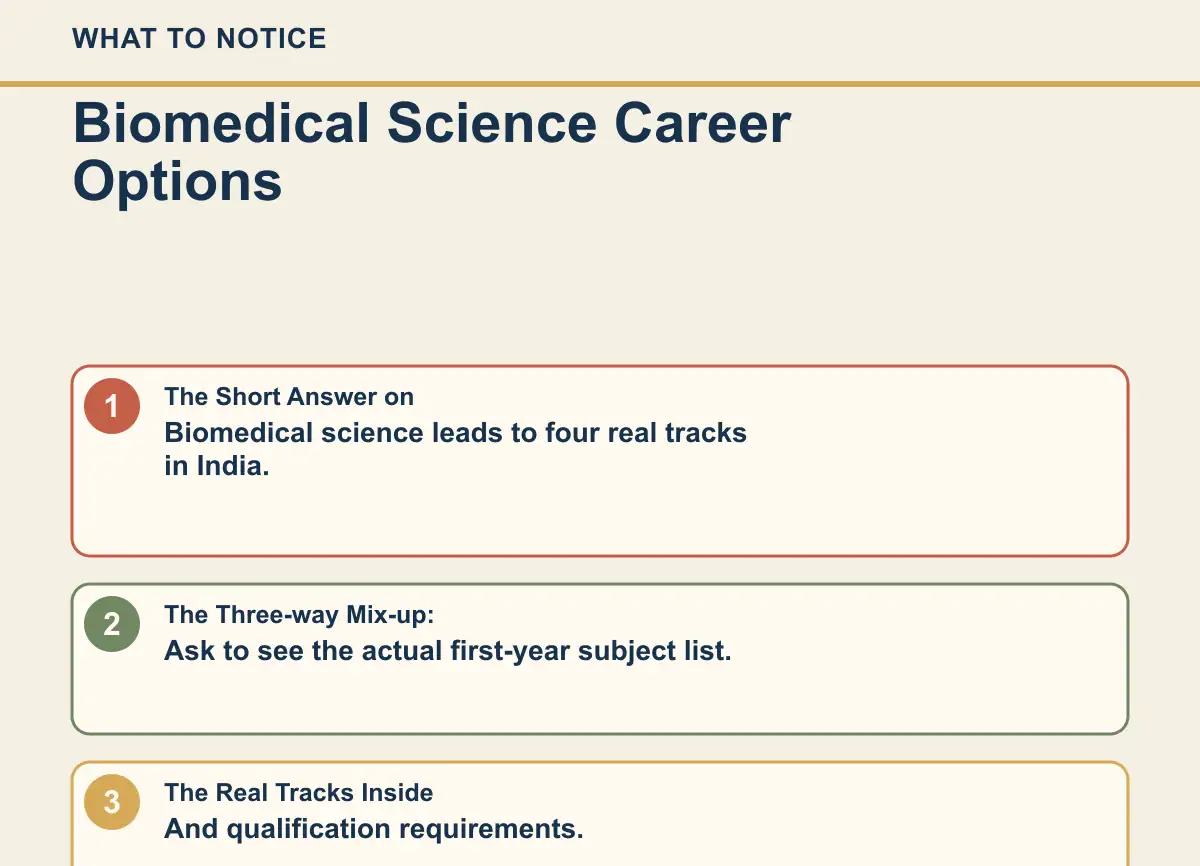 WHAT TO NOTICE
Biomedical Science Career
Options
1
The Short Answer on
Biomedical science leads to four real tracks
in India.
2
The Three-way Mix-up:
Ask to see the actual first-year subject list.
3
The Real Tracks Inside
And qualification requirements.